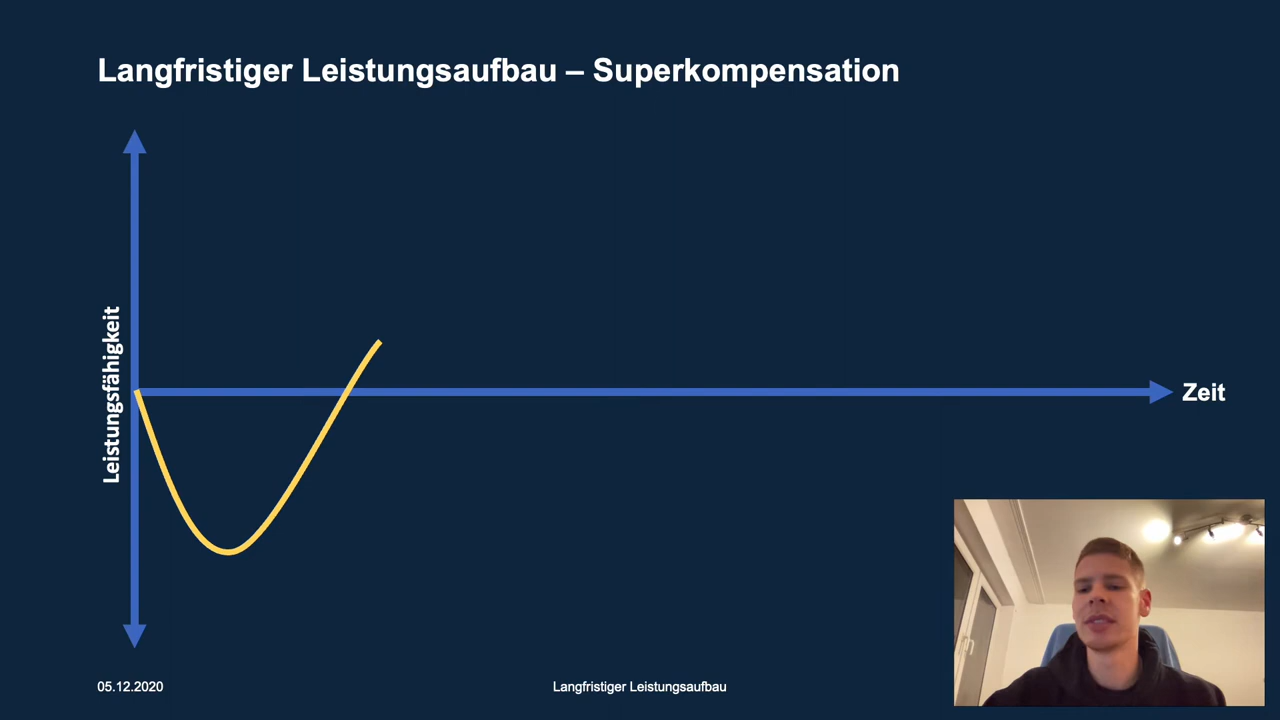 Langfristiger Leistungsaufbau – Superkompensation
Leistungsfähigkeit
Zeit
05.12.2020
Langfristiger Leistungsaufbau